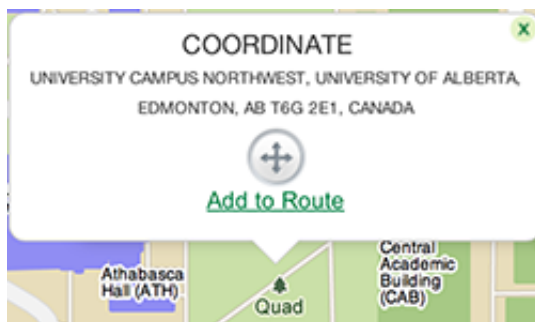 x
COORDINATE
UNIVERSITY CAMPUS NORTHWEST, UNIVERSITY OF ALBERTA,
EDMONTON, AB T6G 2E1, CANADA
Add to Route
Athabasca
Hall (ATH)
Quad
Central
Academic
Building
(CAB)